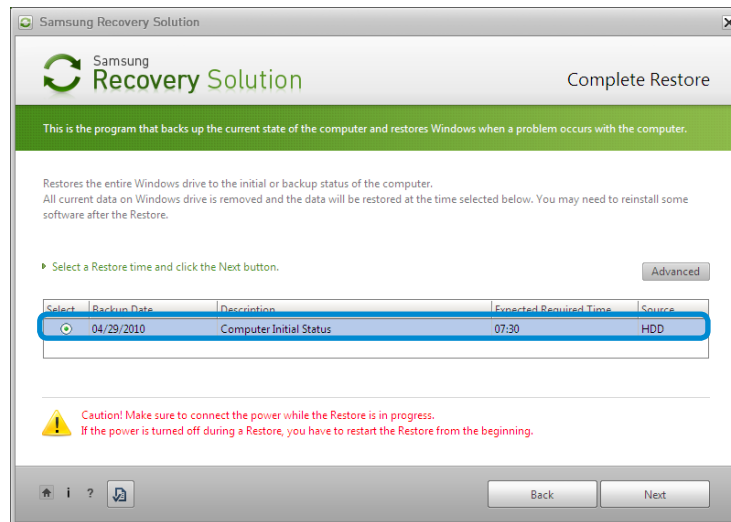 Samsung Recovery Solution
Samsung
Recovery Solution
Complete Restore
This is the program that backs up the current state of the computer and restores Windows when a problem occurs with the computer.
Restores the entire Windows drive to the initial or backup status of the computer.
All current data on Windows drive is removed and the data will be restored at the time selected below. You may need to reinstall some
software after the Restore.
Select a Restore time and click the Next button.
Advanced
Select Backup Date Description Expected Required Time Source
04/29/2010 Computer Initial Status 07:30 HDD
Caution! Make sure to connect the power while the Restore is in progress.
If the power is turned off during a Restore, you have to restart the Restore from the beginning.
i ? Back Next